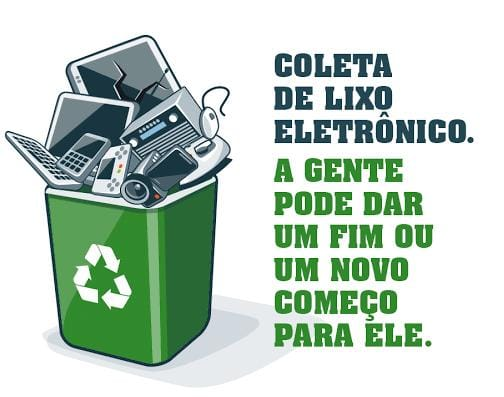 COLETA
DE LIXO
ELETRÔNICO.
A GENTE
PODE DAR
UM FIM OU
UM NOVO
COMEÇO
PARA ELE.